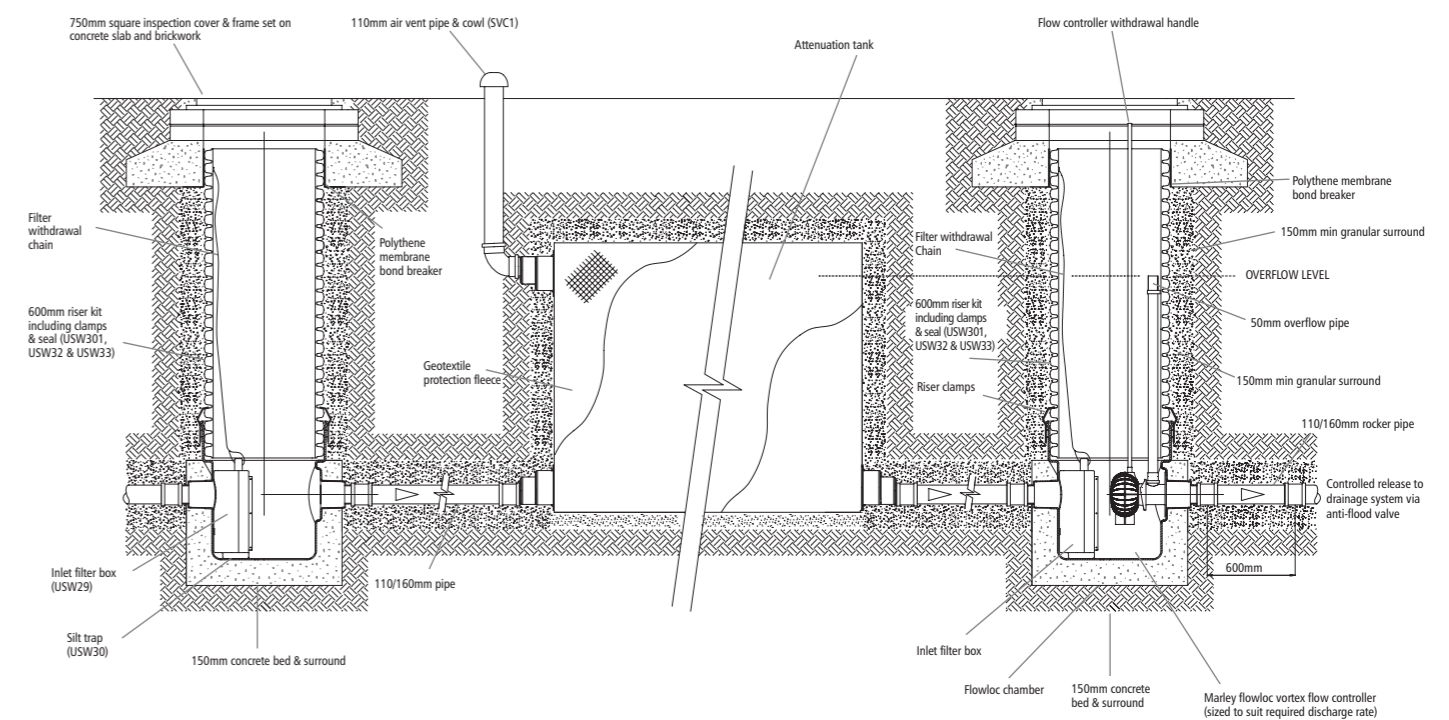 750mm square inspection cover & frame set on
concrete slab and brickwork
110mm air vent pipe & cowl (SVC1)
Attenuation tank
Flow controller withdrawal handle
Filter
withdrawal
chain
Polythene
membrane
bond breaker
600mm riser kit
including clamps
& seal (USW301,
USW32 & USW33)
Geotextile
protection fleece
Filter withdrawal
Chain
600mm riser kit
including clamps
& seal (USW301,
USW32 & USW33)
Riser clamps
Polythene membrane
bond breaker
150mm min granular surround
OVERFLOW LEVEL
50mm overflow pipe
150mm min granular surround
110/160mm rocker pipe
Controlled release to
drainage system via
anti-flood valve
600mm
Inlet filter box
(USW29)
110/160mm pipe
Silt trap
(USW30)
150mm concrete bed & surround
Inlet filter box
Flowloc chamber
150mm concrete
bed & surround
Marley flowloc vortex flow controller
(sized to suit required discharge rate)